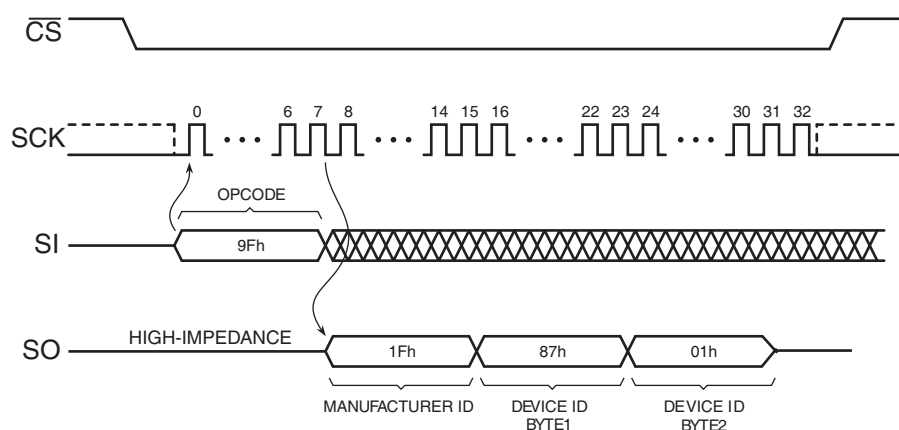 CS
0 6 7 8 14 15 16 22 23 24 30 31 32
SCK
OPCODE
SI 9Fh
HIGH-IMPEDANCE
SO 1Fh 87h 01h
MANUFACTURER ID DEVICE ID DEVICE ID
BYTE1 BYTE2